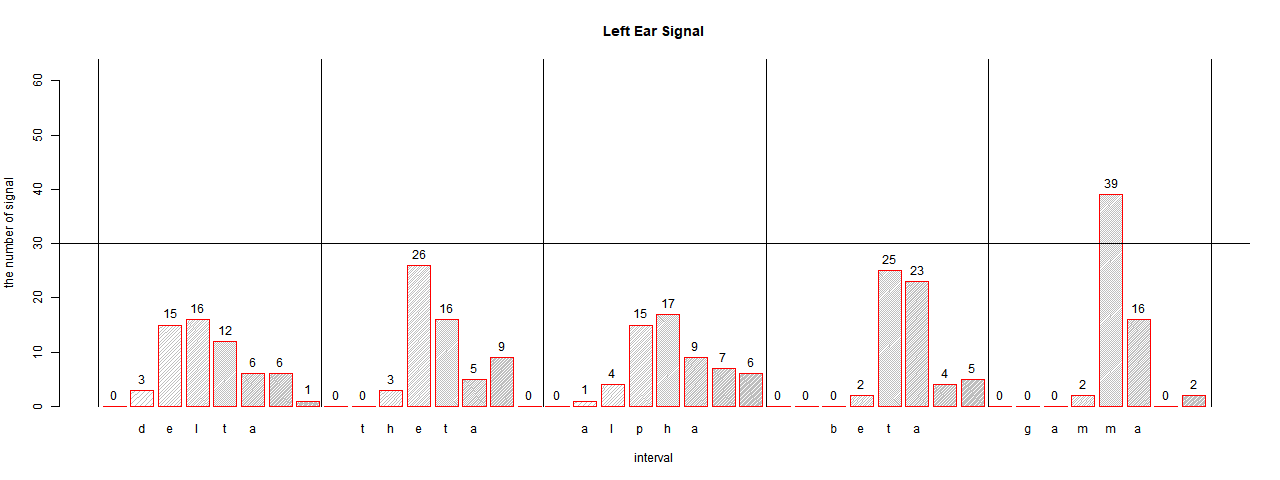 Left Ear Signal
the number of signal
60
50
40
30
20
10
0
0 3 15 16 12 6 6 1 0 0 3 26 16 5 9 0 0 1 4 15 17 9 7 6 0 0 0 2 25 23 4 5 0 0 0 2 39 16 0 2
d e l t a t h e t a a l p h a b e t a g a m m a
interval